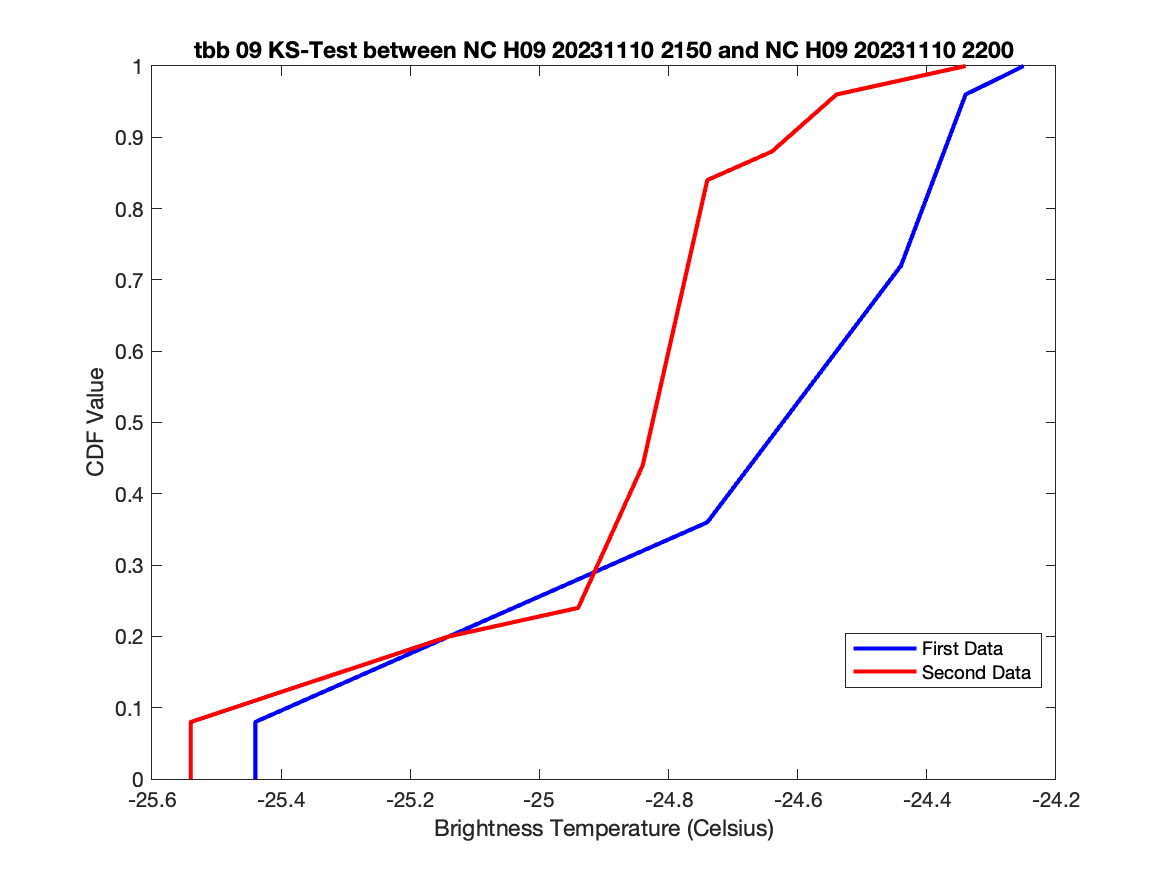 tbb 09 KS-Test between NC H09 20231110 2150 and NC H09 20231110 2200
1
0.9
0.8
0.7
0.6
0.5
0.4
0.3
0.2
0.1
0
CDF Value
First Data
Second Data
-25.6 -25.4 -25.2 -25 -24.8 -24.6 -24.4 -24.2
Brightness Temperature (Celsius)